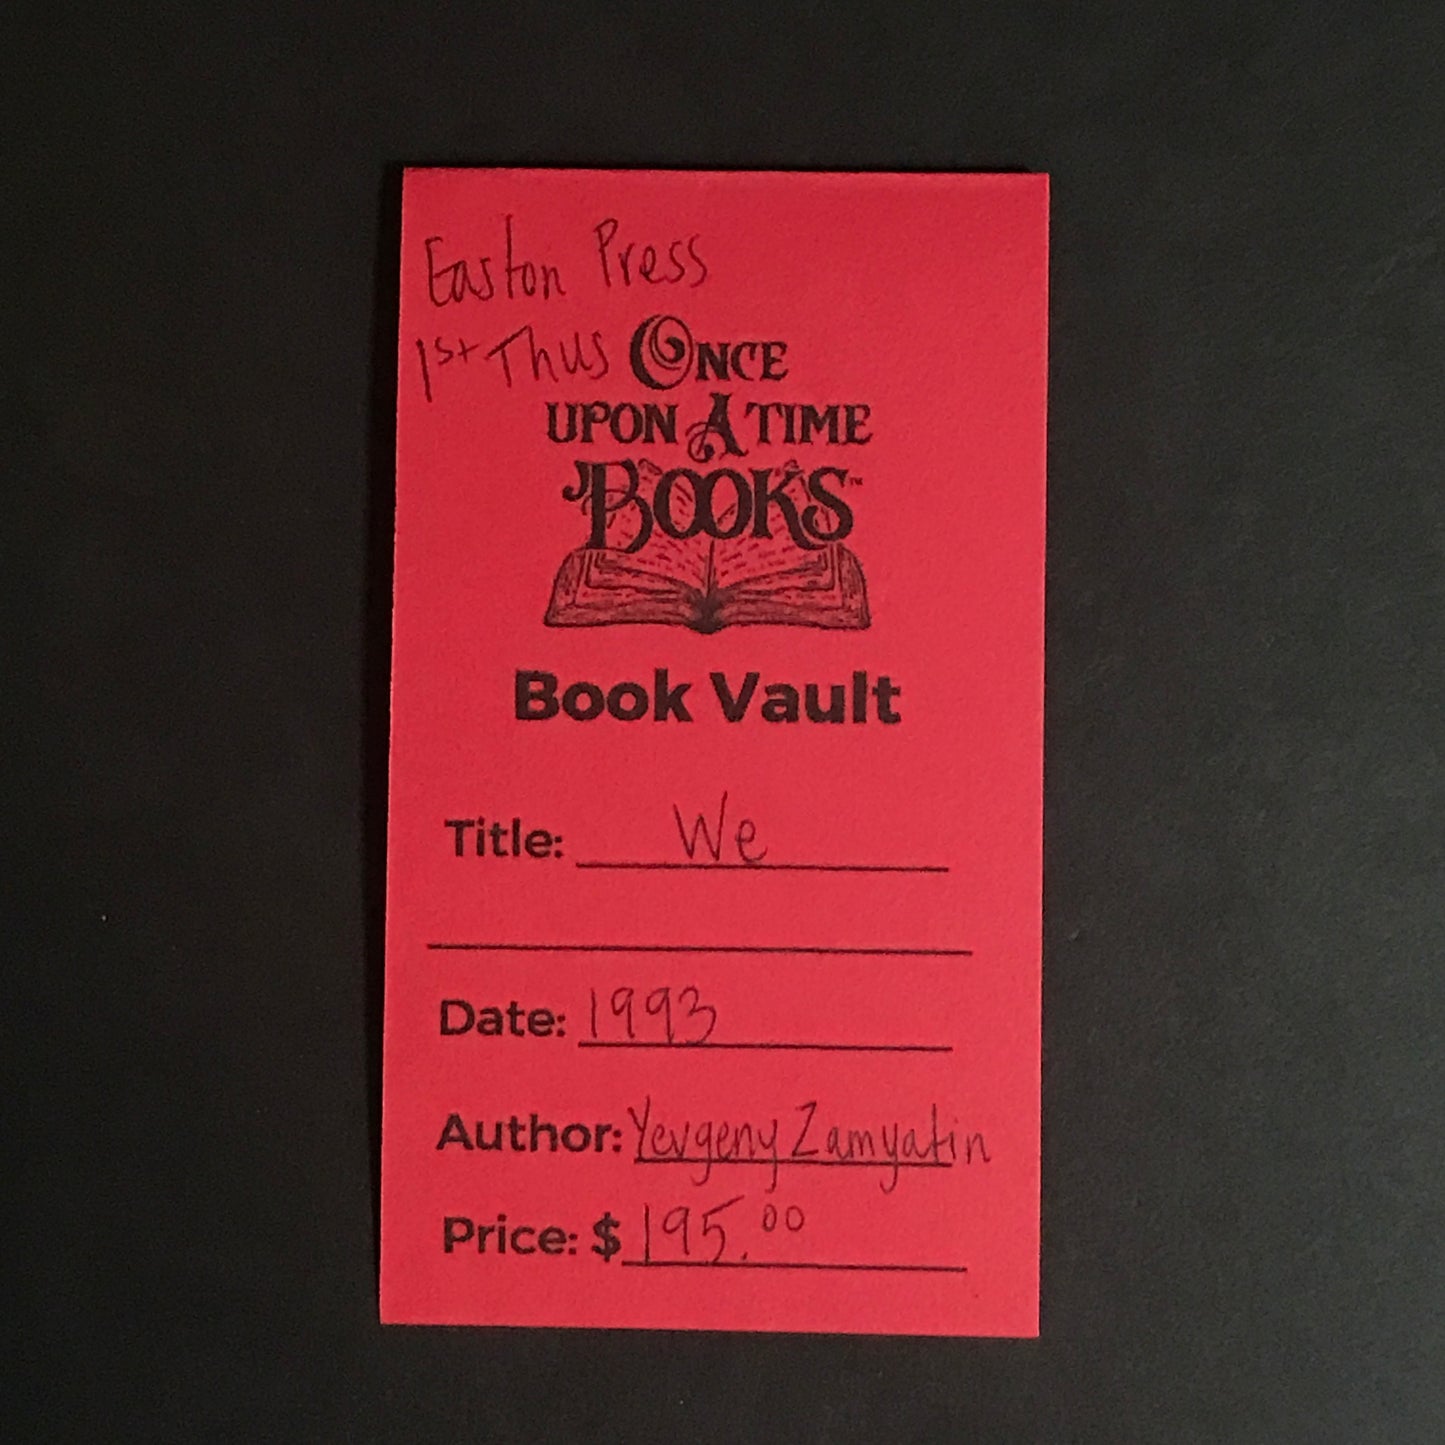 Easton Press
1st Thus
ONCE
UPON A TIME
BOOKS™
Book Vault
Title: We
Date: 1993
Author: Yevgeny Zamyatin
Price: $195.00